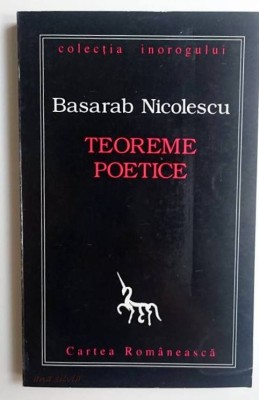 colecția inorogului
Basarab Nicolescu
TEOREME
POETICE
Cartea Românească